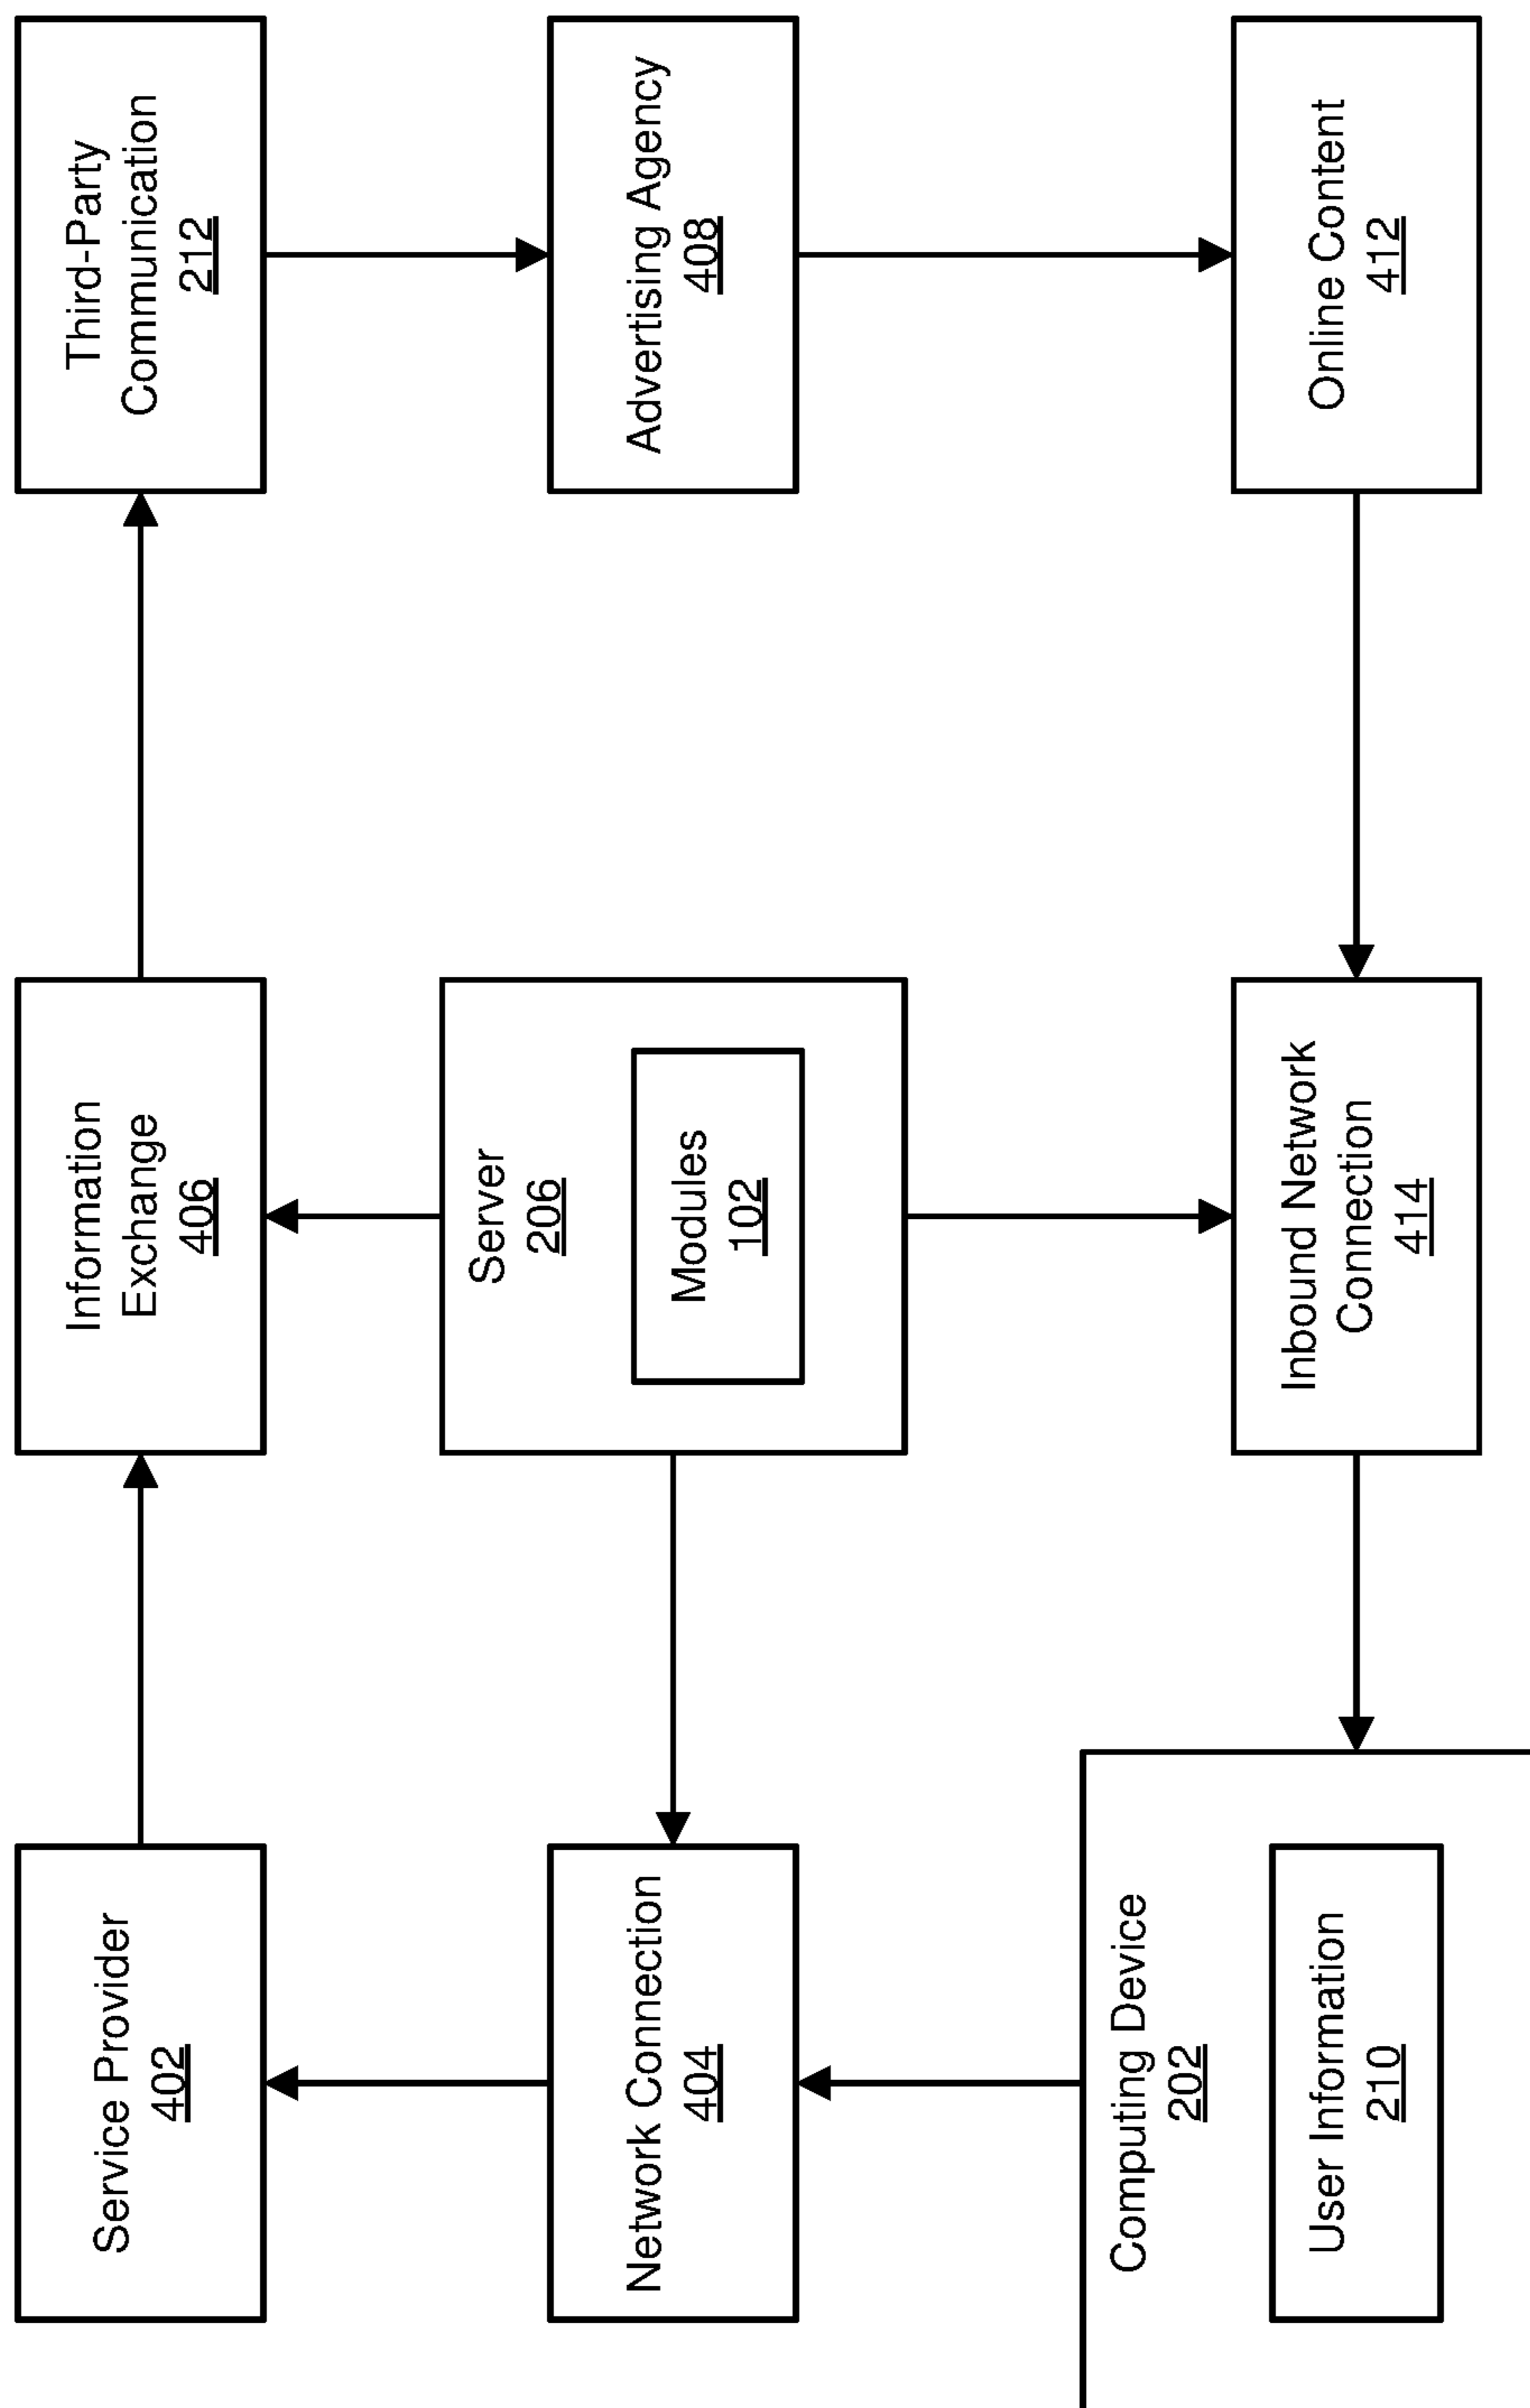 Service Provider
402
Information
Exchange
406
Third-Party
Communication
212
Network Connection
404
Server
206
Modules
102
Advertising Agency
408
Computing Device
202
User Information
210
Inbound Network
Connection
414
Online Content
412